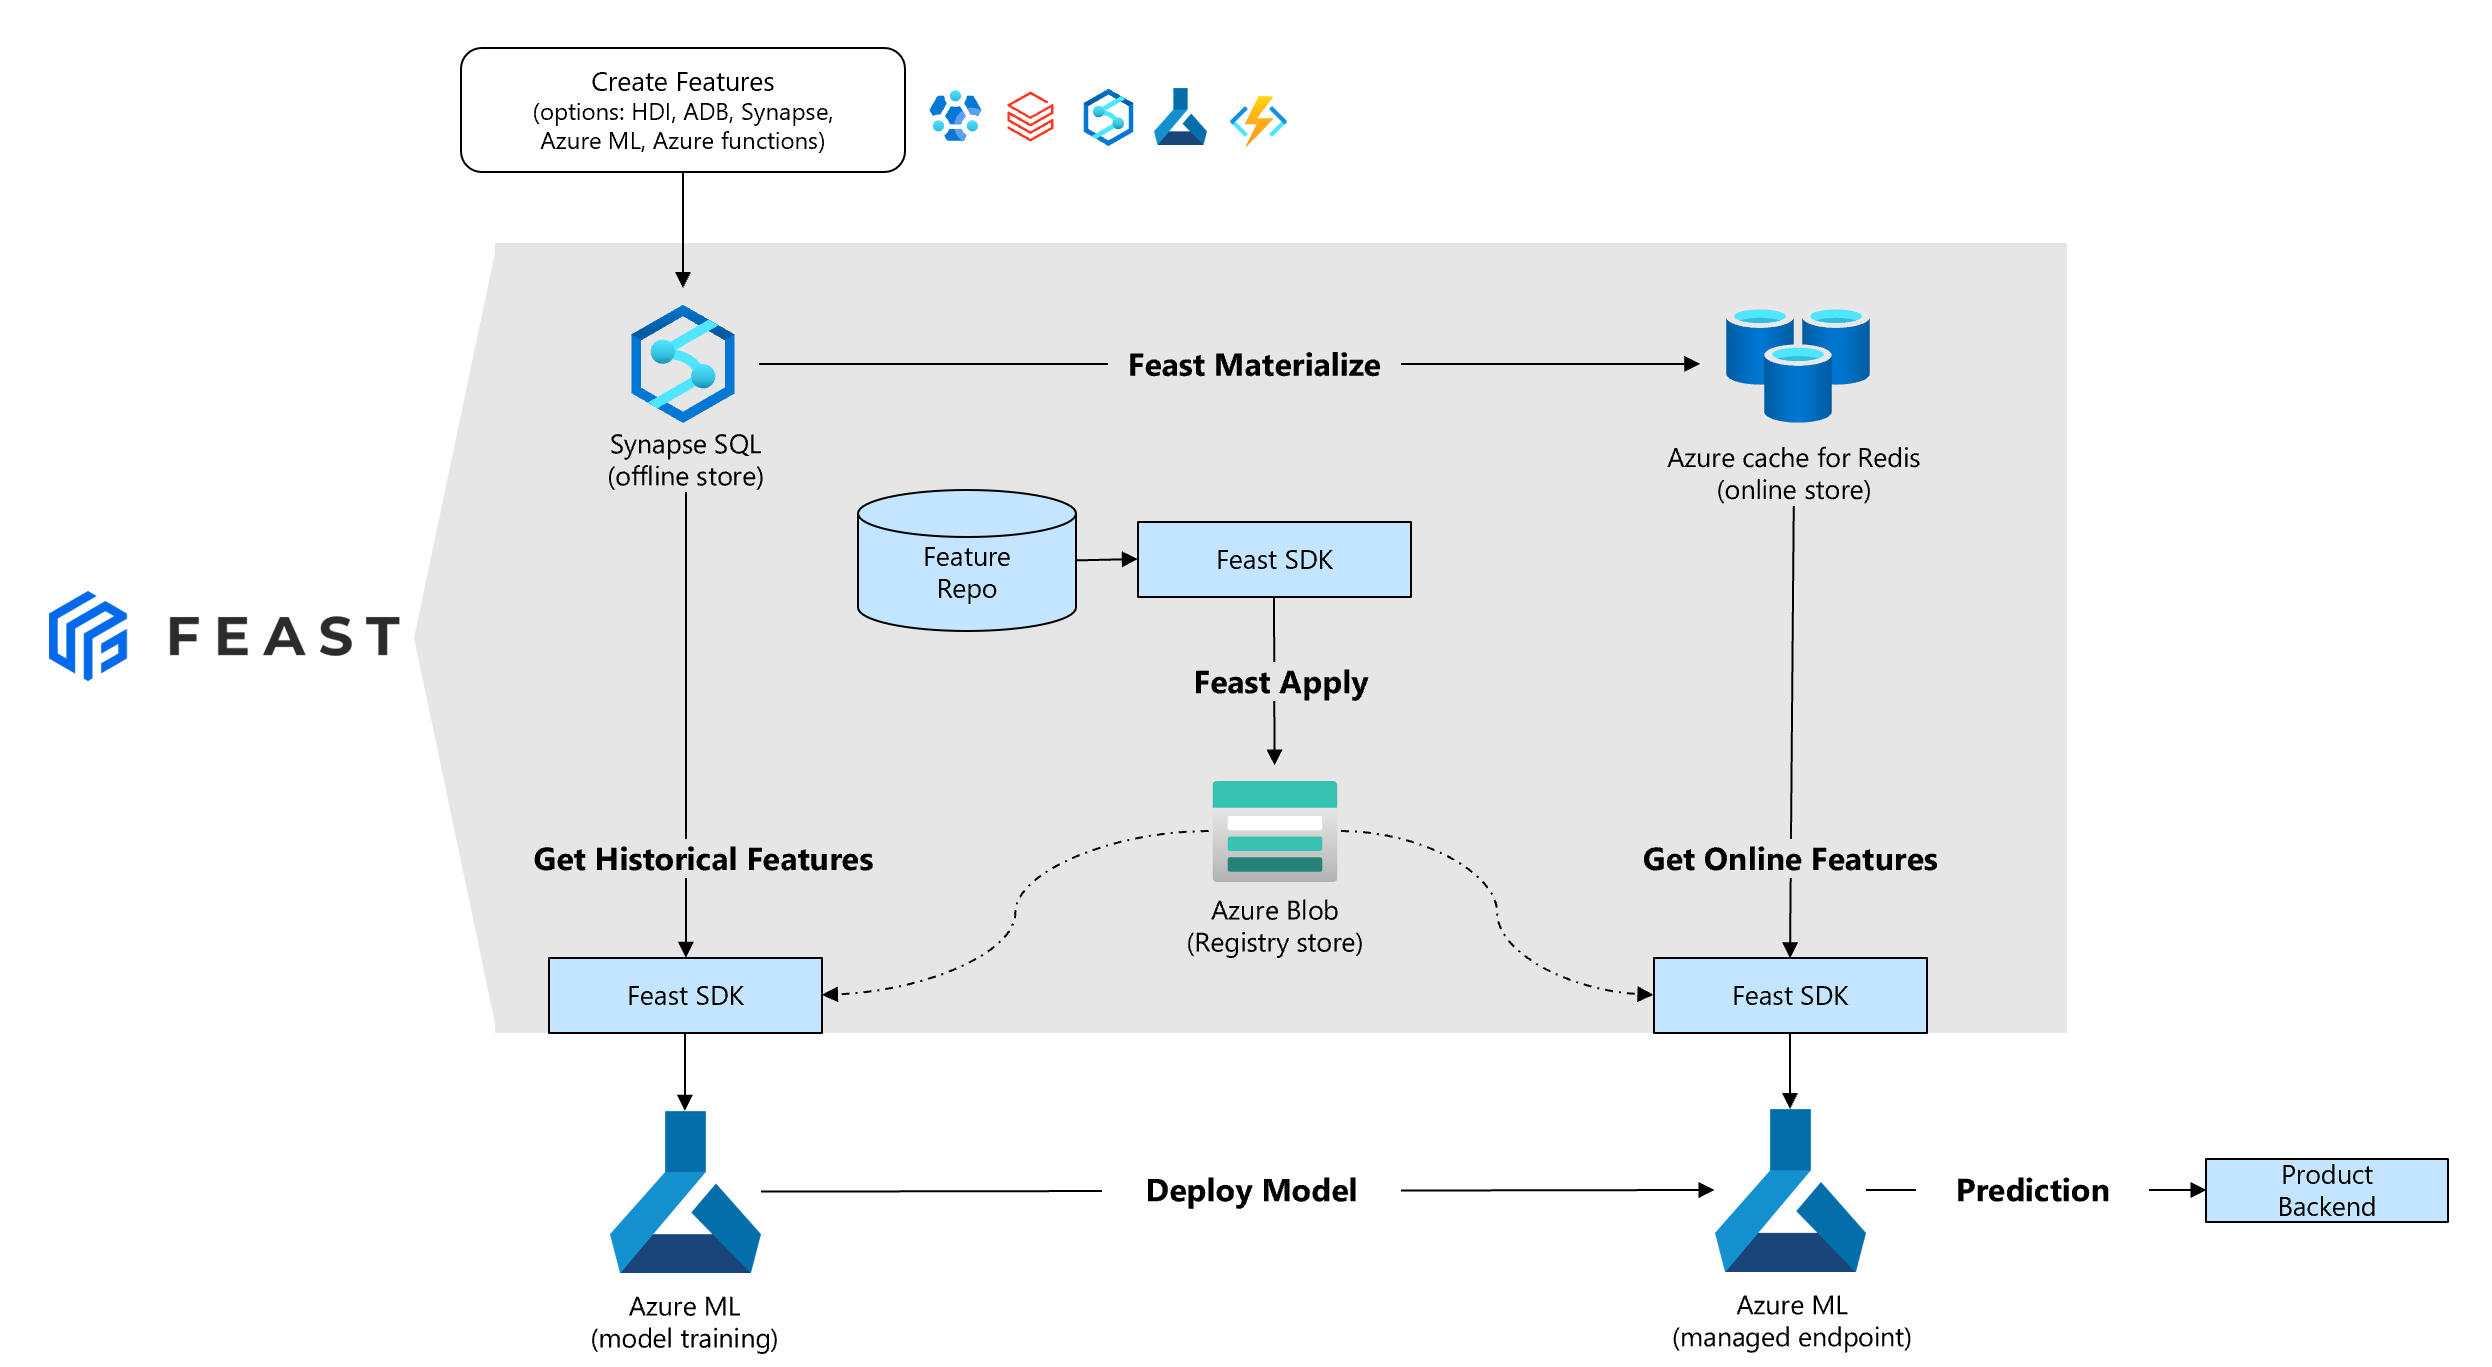 Create Features
(options: HDI, ADB, Synapse,
Azure ML, Azure functions)
Synapse SQL
(offline store)
Feast Materialize
Azure cache for Redis
(online store)
Feature
Repo
Feast SDK
FEAST
Feast Apply
Get Historical Features
Get Online Features
Azure Blob
(Registry store)
Feast SDK
Feast SDK
Deploy Model
Prediction
Product
Backend
Azure ML
(model training)
Azure ML
(managed endpoint)